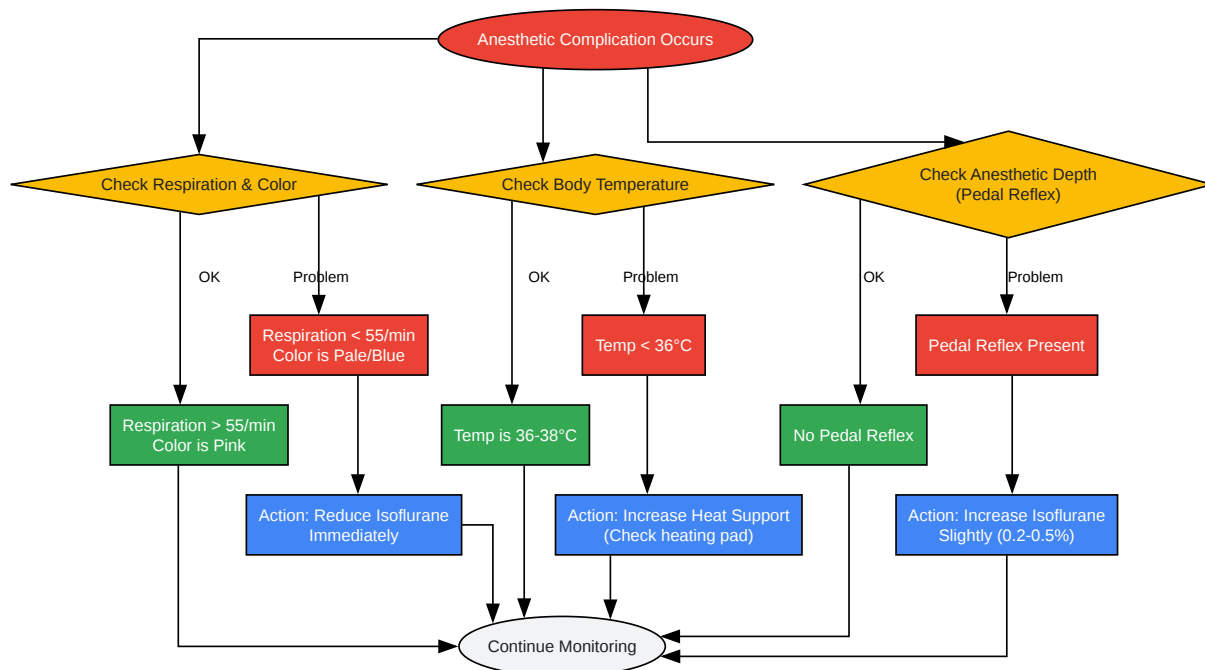 Anesthetic Complication Occurs
Check Respiration & Color
Check Body Temperature
Check Anesthetic Depth
(Pedal Reflex)
OK
Problem
OK
Problem
OK
Problem
Respiration < 55/min
Color is Pale/Blue
Temp < 36°C
Pedal Reflex Present
Respiration > 55/min
Color is Pink
Temp is 36-38°C
No Pedal Reflex
Action: Reduce Isoflurane
Immediately
Action: Increase Heat Support
(Check heating pad)
Action: Increase Isoflurane
Slightly (0.2-0.5%)
Continue Monitoring